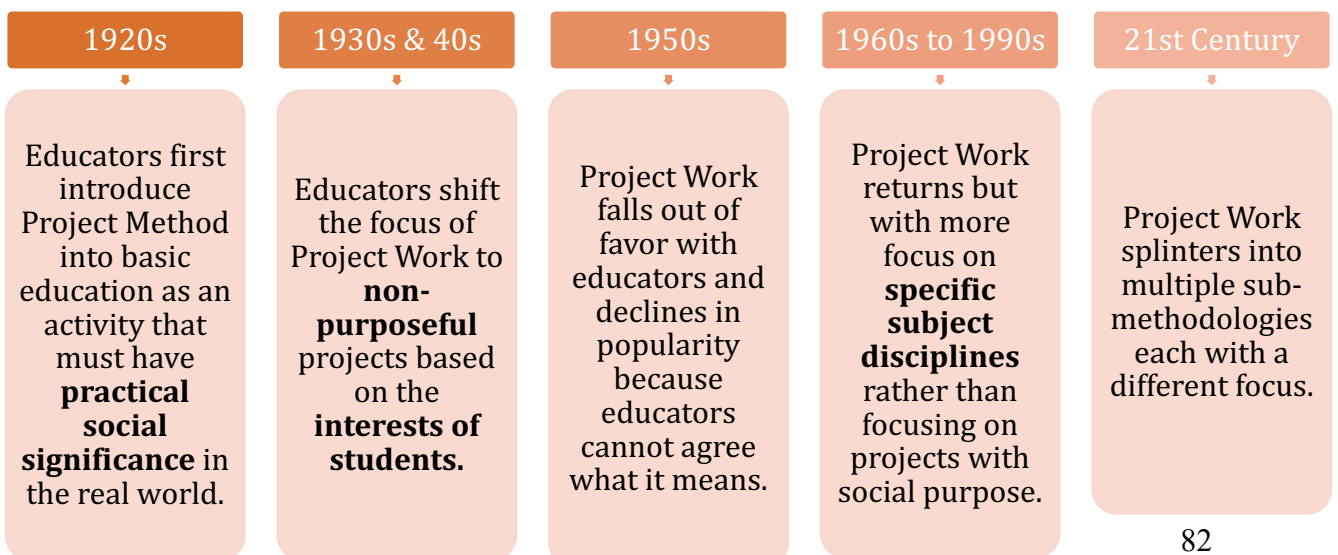 1920s
Educators first
introduce
Project Method
into basic
education as an
activity that
must have
practical
social
significance in
the real world.
1930s & 40s
Educators shift
the focus of
Project Work to
non-
purposeful
projects based
on the
interests of
students.
1950s
Project Work
falls out of
favor with
educators and
declines in
popularity
because
educators
cannot agree
what it means.
1960s to 1990s
Project Work
returns but
with more
focus on
specific
subject
disciplines
rather than
focusing on
projects with
social purpose.
21st Century
Project Work
splinters into
multiple sub-
methodologies
each with a
different focus.
82